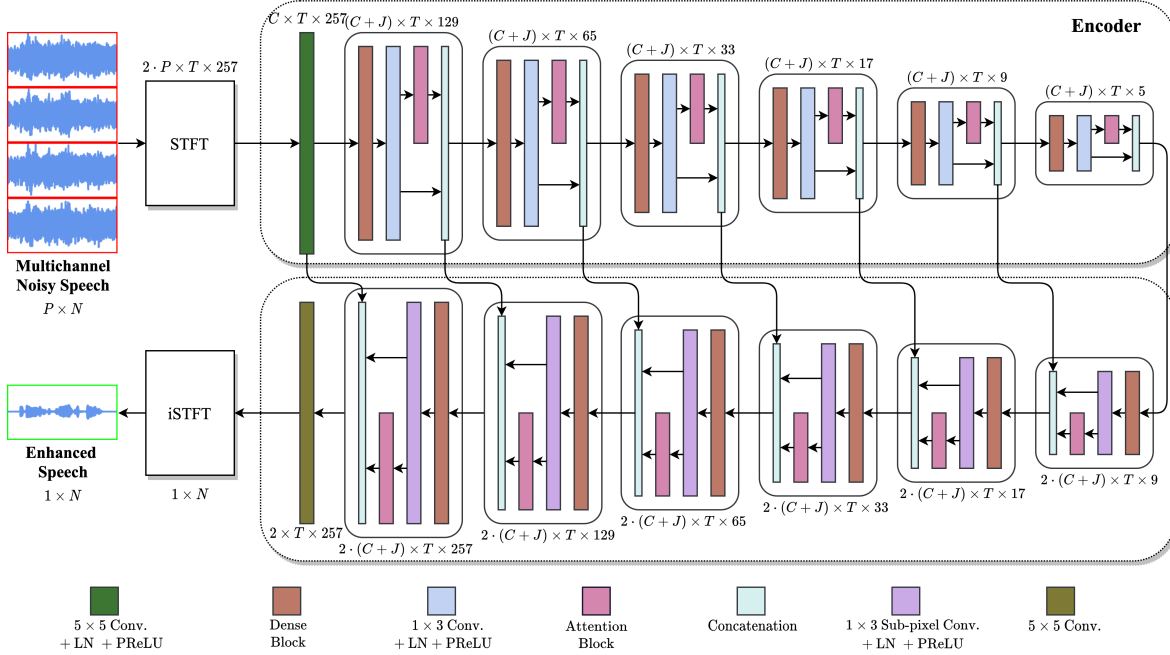 C × T × 257
(C + J) × T × 129
(C + J) × T × 65
(C + J) × T × 33
(C + J) × T × 17
(C + J) × T × 9
(C + J) × T × 5
Encoder
2 · P × T × 257
STFT
Multichannel
Noisy Speech
P × N
iSTFT
1 × N
Enhanced
Speech
1 × N
2 × T × 257
2 · (C + J) × T × 257
2 · (C + J) × T × 129
2 · (C + J) × T × 65
2 · (C + J) × T × 33
2 · (C + J) × T × 17
2 · (C + J) × T × 9
5 × 5 Conv.
+ LN + PReLU
Dense
Block
1 × 3 Conv.
+ LN + PReLU
Attention
Block
Concatenation
1 × 3 Sub-pixel Conv.
+ LN + PReLU
5 × 5 Conv.